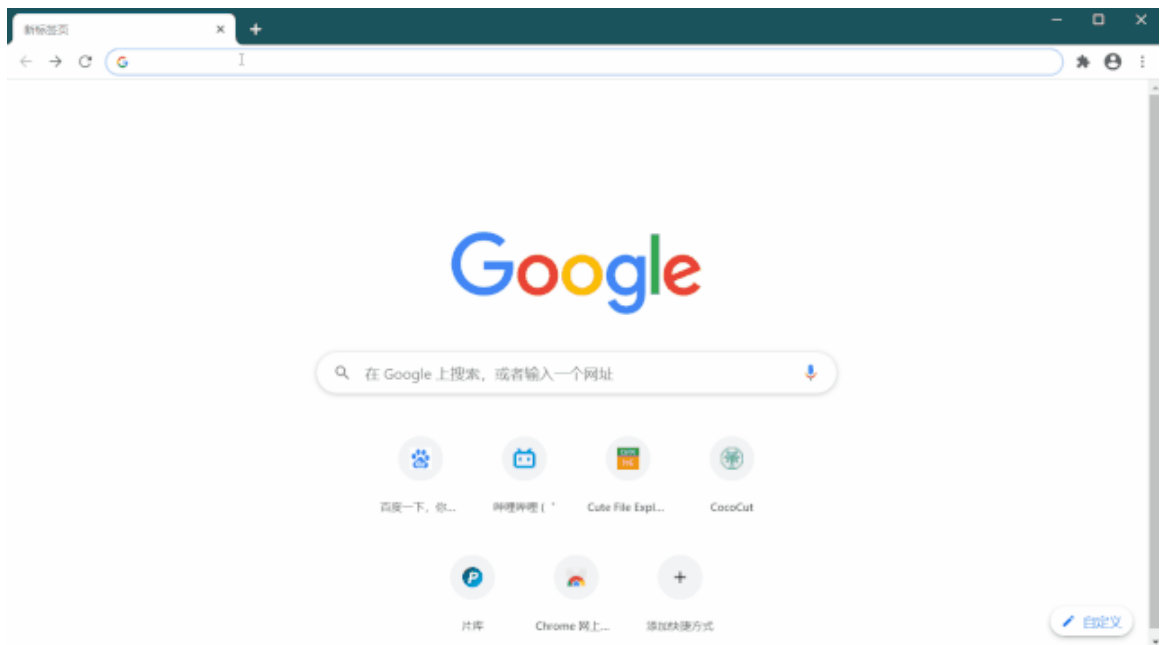 新标签页
Google
在 Google 上搜索，或者输入一个网址
百度一下，你...
哔哩哔哩 ( ゜
Cute File Expl...
CocoCut
片库
Chrome 网上...
添加快捷方式
自定义